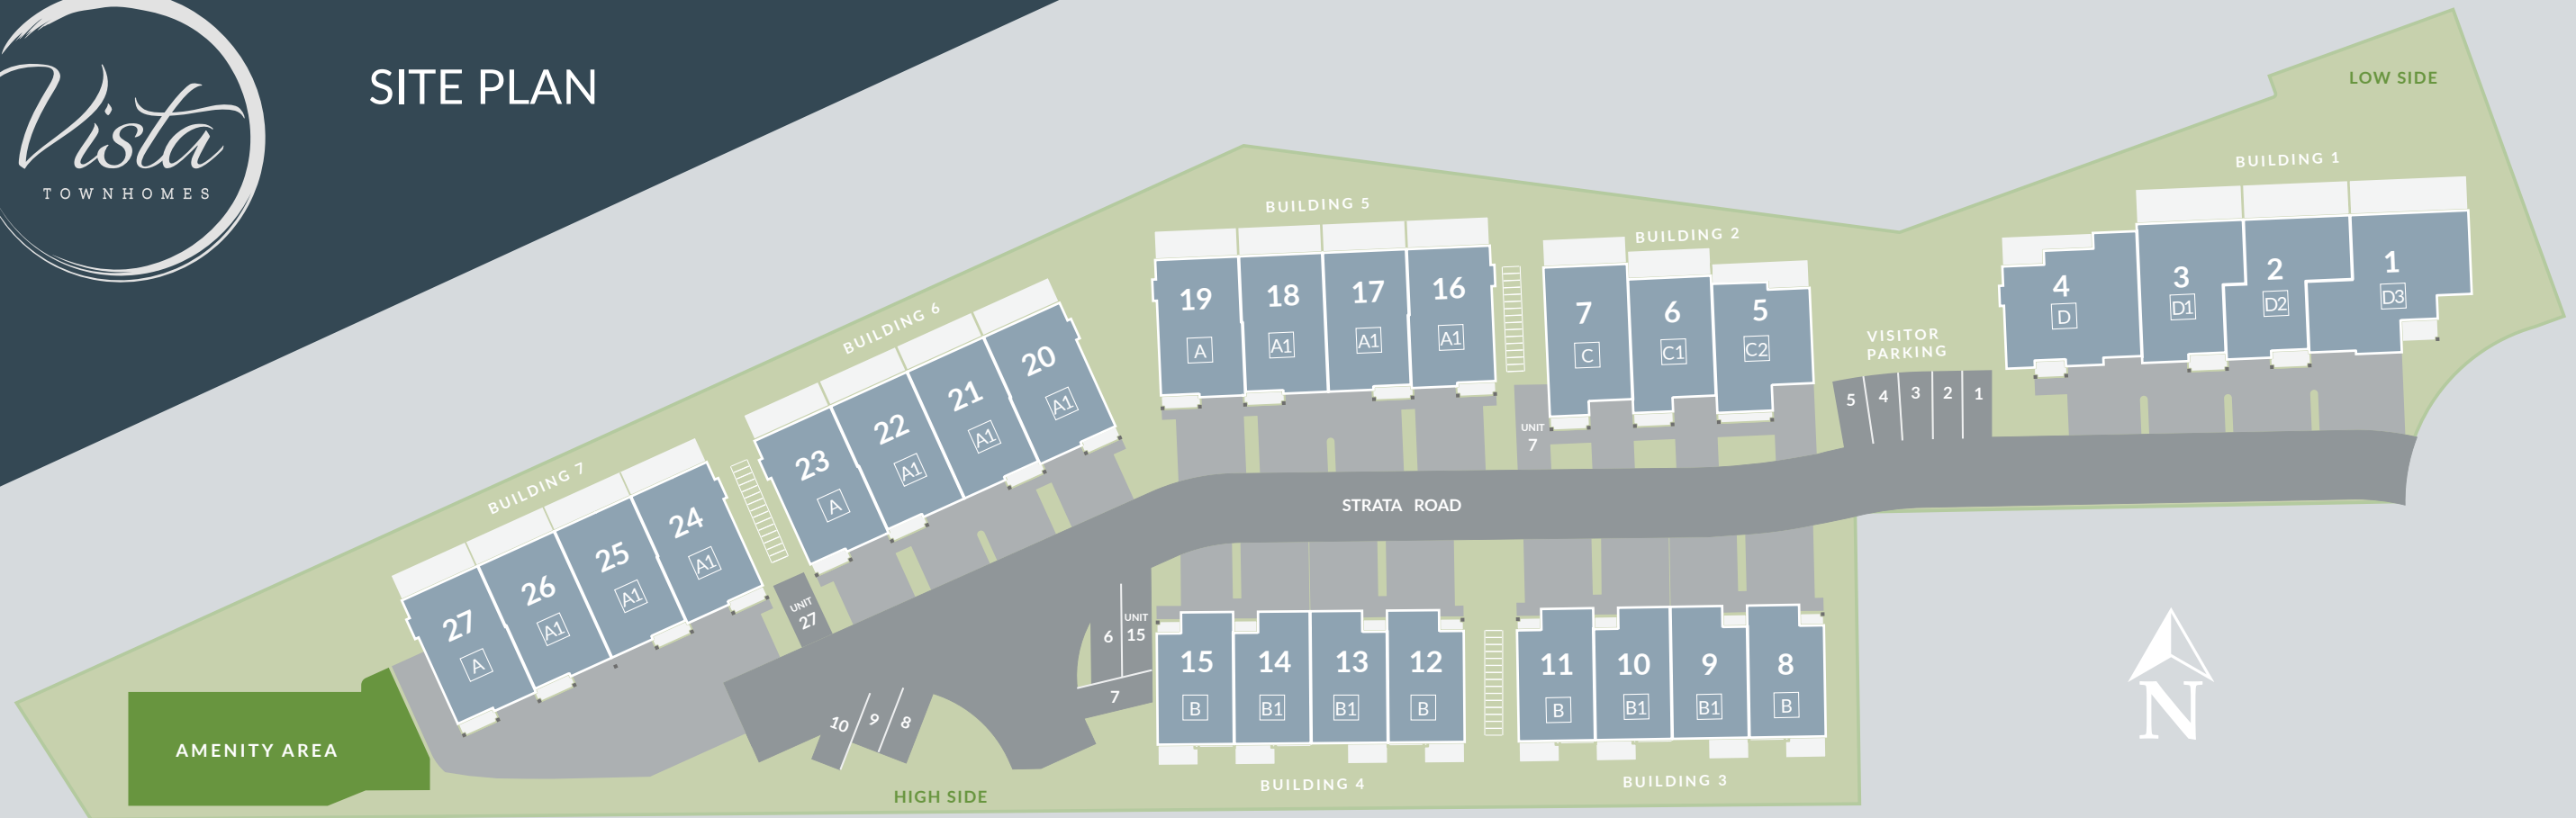 Vista
TOWNHOMES
SITE PLAN
LOW SIDE
BUILDING 1
4
D
3
D1
2
D2
1
D3
VISITOR
PARKING
5 4 3 2 1
BUILDING 2
7
C
6
C1
5
C2
UNIT
7
BUILDING 5
19
A
18
A1
17
A1
16
A1
BUILDING 6
23
A
22
A1
21
A1
20
A1
BUILDING 7
27
A
26
A1
25
A1
24
A1
UNIT
27
STRATA ROAD
6
UNIT
15
7
10 9 8
15
B
14
B1
13
B1
12
B
BUILDING 4
11
B
10
B1
9
B1
8
B
BUILDING 3
AMENITY AREA
HIGH SIDE
N